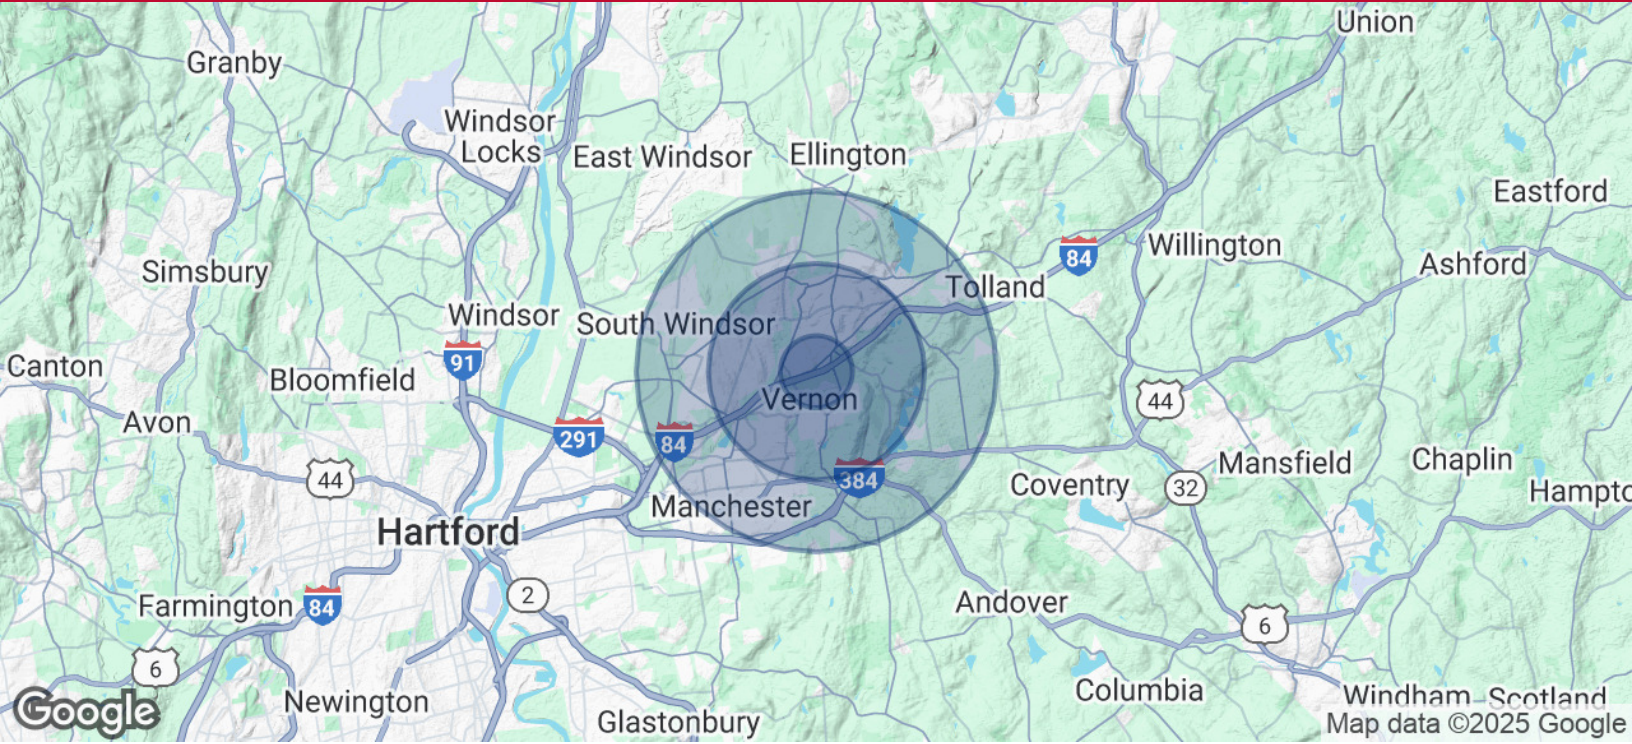 Union
Granby
Windsor
Locks
East Windsor
Ellington
Eastford
Willington
84
Ashford
Simsbury
Tolland
Windsor
South Windsor
91
Canton
Bloomfield
Vernon
44
Avon
291
84
Mansfield
Chaplin
44
384
Coventry
32
Hampto
Manchester
Hartford
2
Andover
Farmington
84
6
6
Newington
Columbia
Windham
Scotland
Google
Glastonbury
Map data ©2025 Google